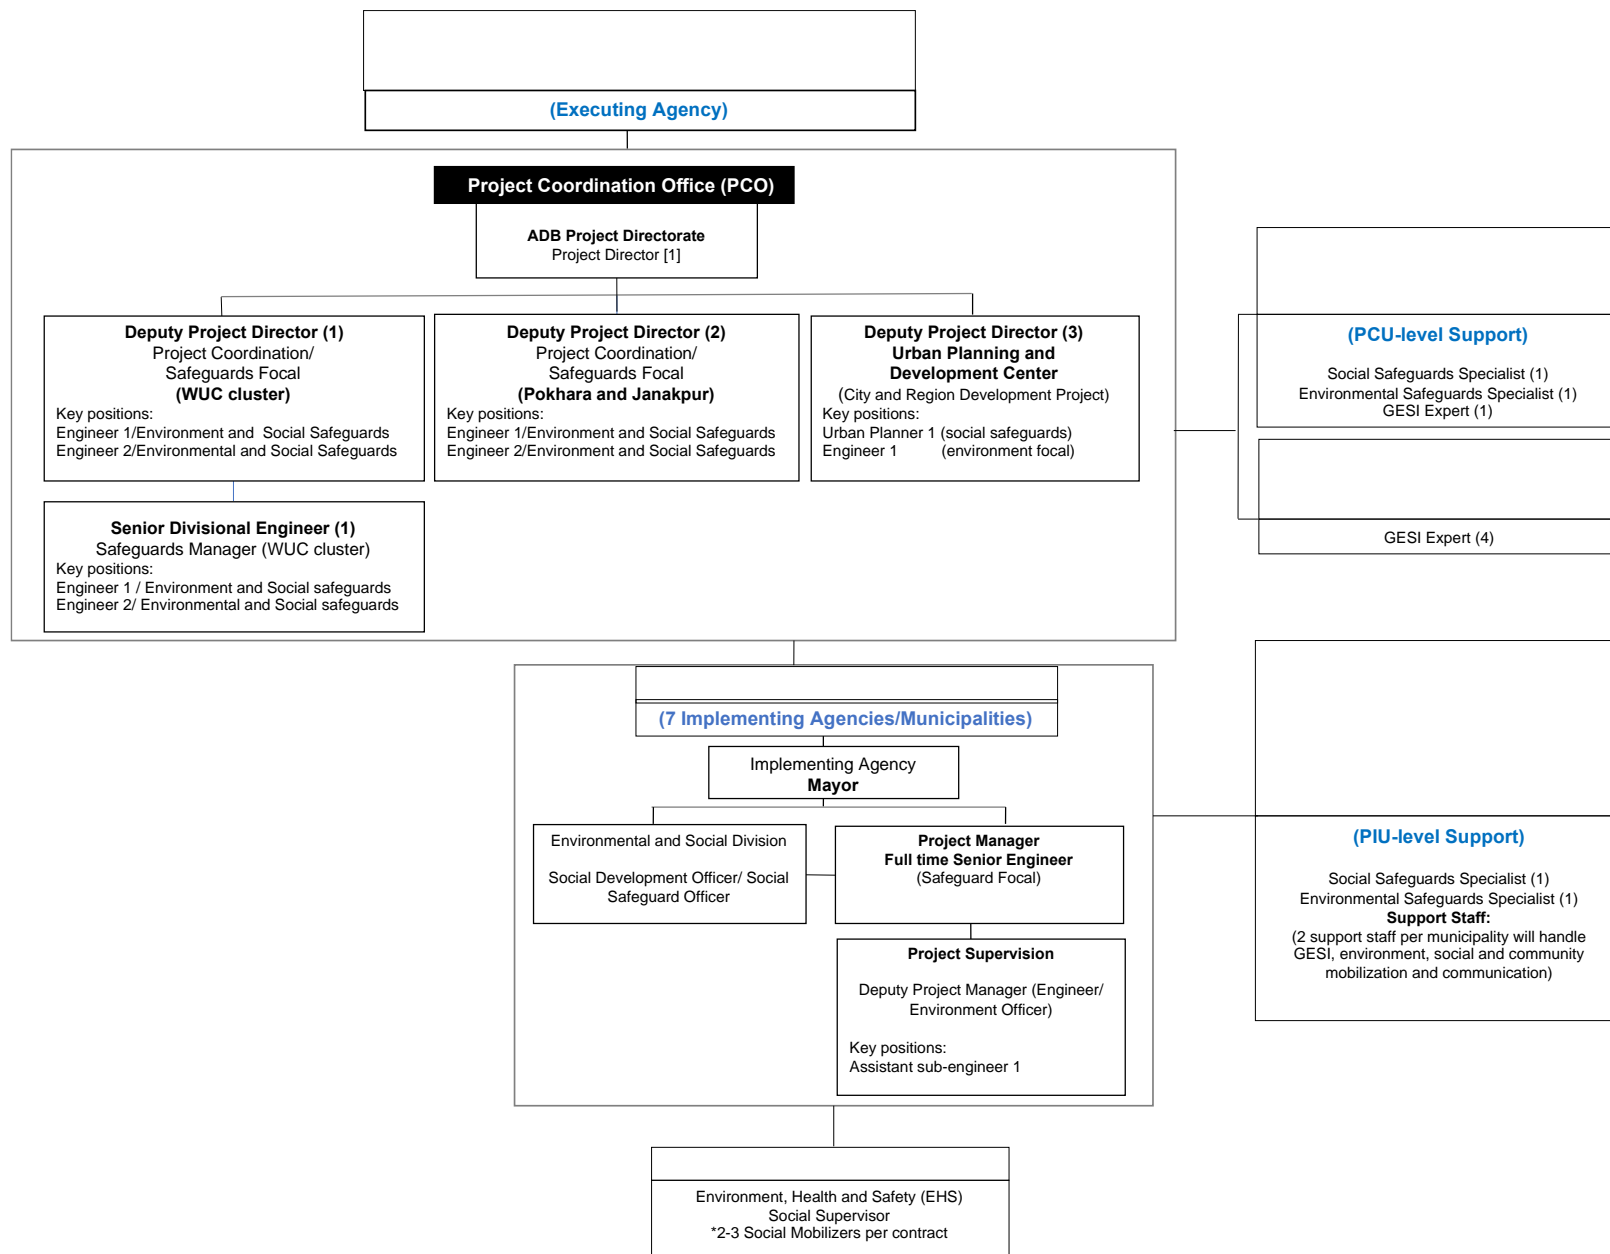 (Executing Agency)
Project Coordination Office (PCO)
ADB Project Directorate
Project Director [1]
Deputy Project Director (1)
Project Coordination/
Safeguards Focal
(WUC cluster)
Key positions:
Engineer 1/Environment and  Social Safeguards
Engineer 2/Environmental and Social Safeguards
Deputy Project Director (2)
Project Coordination/
Safeguards Focal
(Pokhara and Janakpur)
Key positions:
Engineer 1/Environment and Social Safeguards
Engineer 2/Environment and Social Safeguards
Deputy Project Director (3)
Urban Planning and
Development Center
(City and Region Development Project)
Key positions:
Urban Planner 1 (social safeguards)
Engineer 1 (environment focal)
Senior Divisional Engineer (1)
Safeguards Manager (WUC cluster)
Key positions:
Engineer 1 / Environment and Social safeguards
Engineer 2/ Environmental and Social safeguards
(PCU-level Support)
Social Safeguards Specialist (1)
Environmental Safeguards Specialist (1)
GESI Expert (1)
GESI Expert (4)
(7 Implementing Agencies/Municipalities)
Implementing Agency
Mayor
Environmental and Social Division
Social Development Officer/ Social
Safeguard Officer
Project Manager
Full time Senior Engineer
(Safeguard Focal)
Project Supervision
Deputy Project Manager (Engineer/
Environment Officer)
Key positions:
Assistant sub-engineer 1
(PIU-level Support)
Social Safeguards Specialist (1)
Environmental Safeguards Specialist (1)
Support Staff:
(2 support staff per municipality will handle
GESI, environment, social and community
mobilization and communication)
Environment, Health and Safety (EHS)
Social Supervisor
*2-3 Social Mobilizers per contract